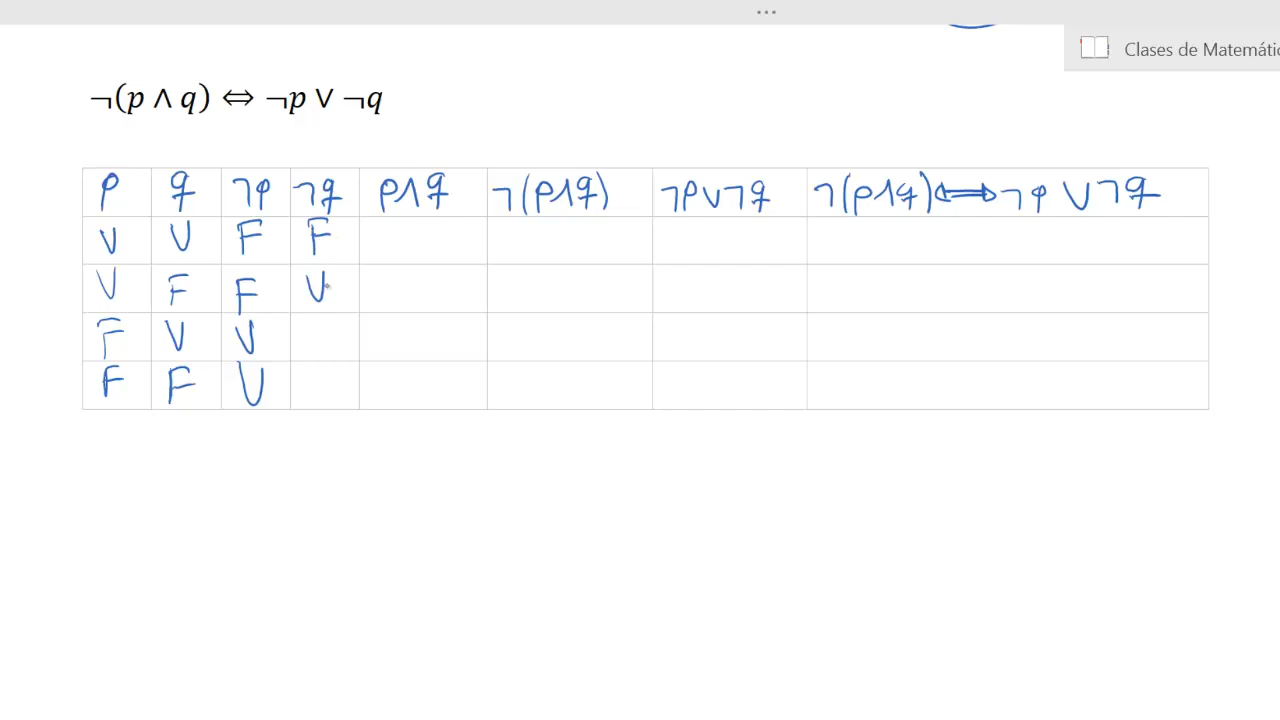 Clases de Matemátic
¬(p ∧ q) ⇔ ¬p ∨ ¬q
p q ¬p ¬q p∧q ¬(p∧q) ¬p∨¬q ¬(p∧q)⇔¬p∨¬q
V V F F
V F F V
F V V
F F V